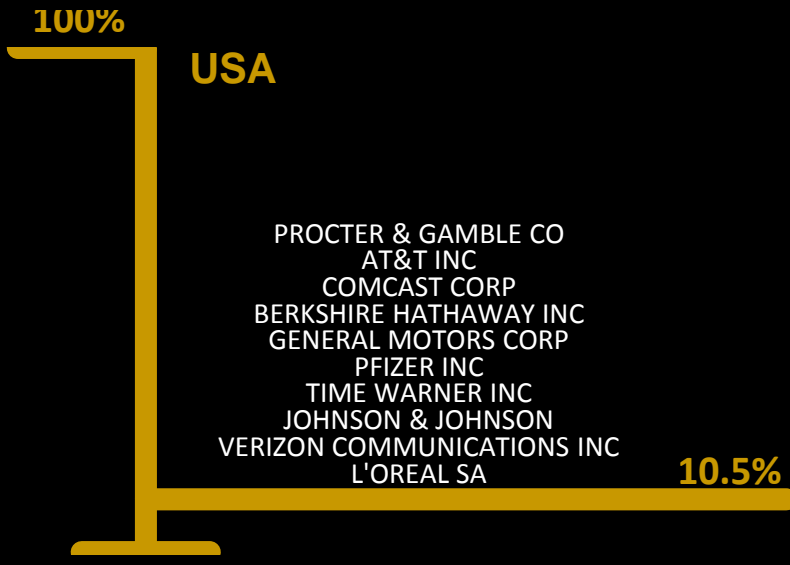 100%
USA
PROCTER & GAMBLE CO
AT&T INC
COMCAST CORP
BERKSHIRE HATHAWAY INC
GENERAL MOTORS CORP
PFIZER INC
TIME WARNER INC
JOHNSON & JOHNSON
VERIZON COMMUNICATIONS INC
L'OREAL SA
10.5%